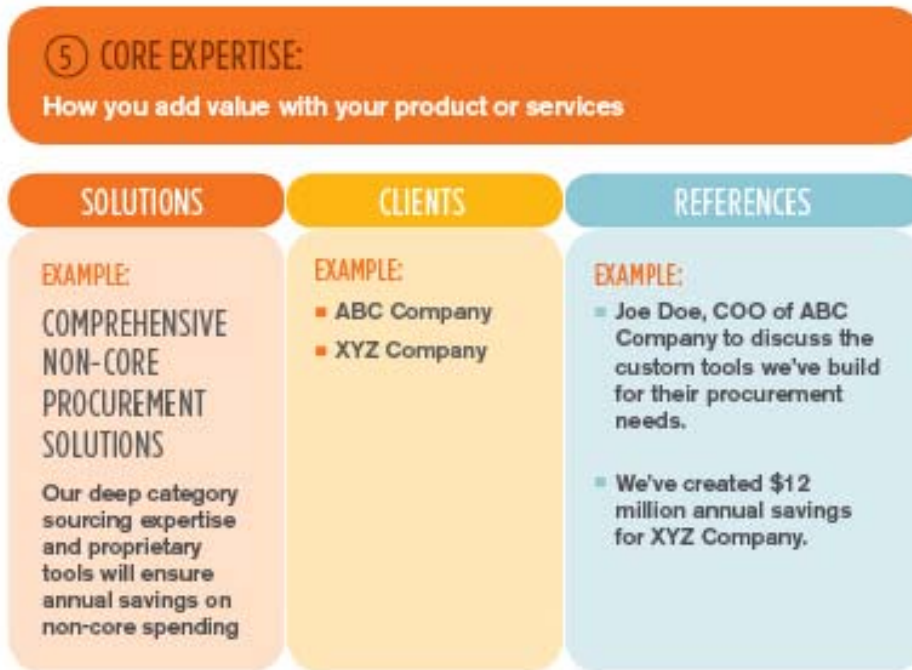 5 CORE EXPERTISE:
How you add value with your product or services
SOLUTIONS
EXAMPLE:
COMPREHENSIVE
NON-CORE
PROCUREMENT
SOLUTIONS
Our deep category
sourcing expertise
and proprietary
tools will ensure
annual savings on
non-core spending
CLIENTS
EXAMPLE:
▪ ABC Company
▪ XYZ Company
REFERENCES
EXAMPLE:
▪ Joe Doe, COO of ABC
Company to discuss the
custom tools we've build
for their procurement
needs.
▪ We've created $12
million annual savings
for XYZ Company.